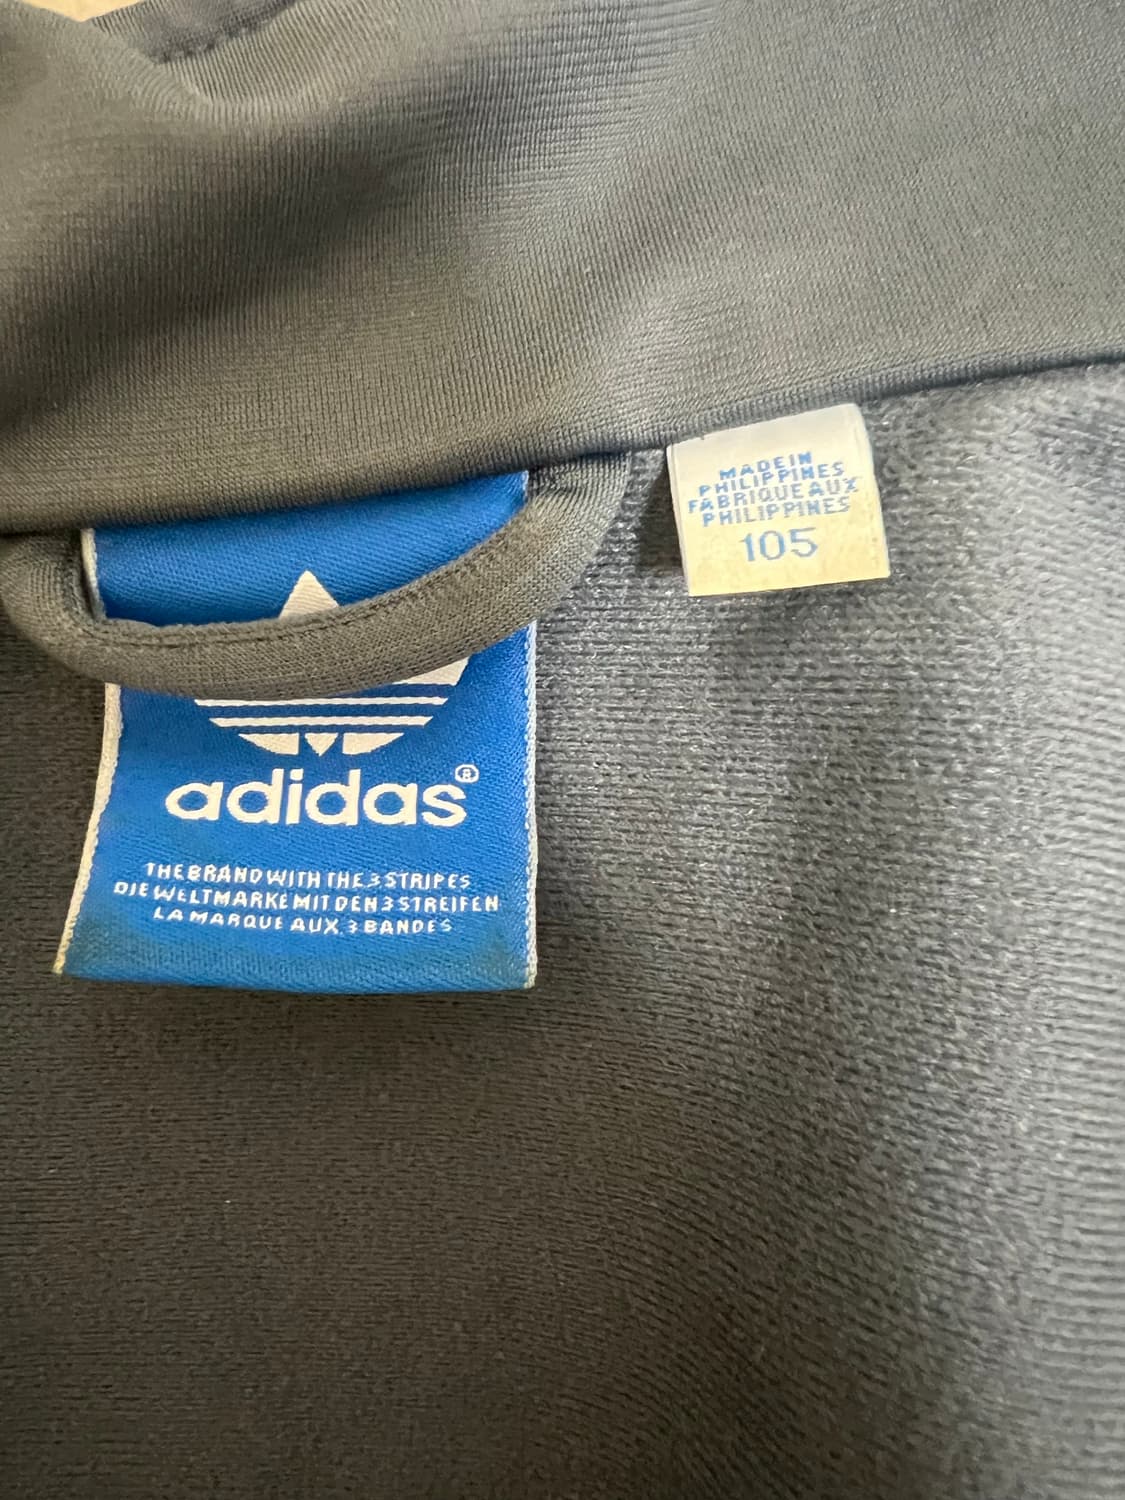 MADE IN
PHILIPPINES
FABRIQUE AUX
PHILIPPINES
105
adidas®
THE BRAND WITH THE 3 STRIPES
DIE WELTMARKE MIT DEN 3 STREIFEN
LA MARQUE AUX 3 BANDES